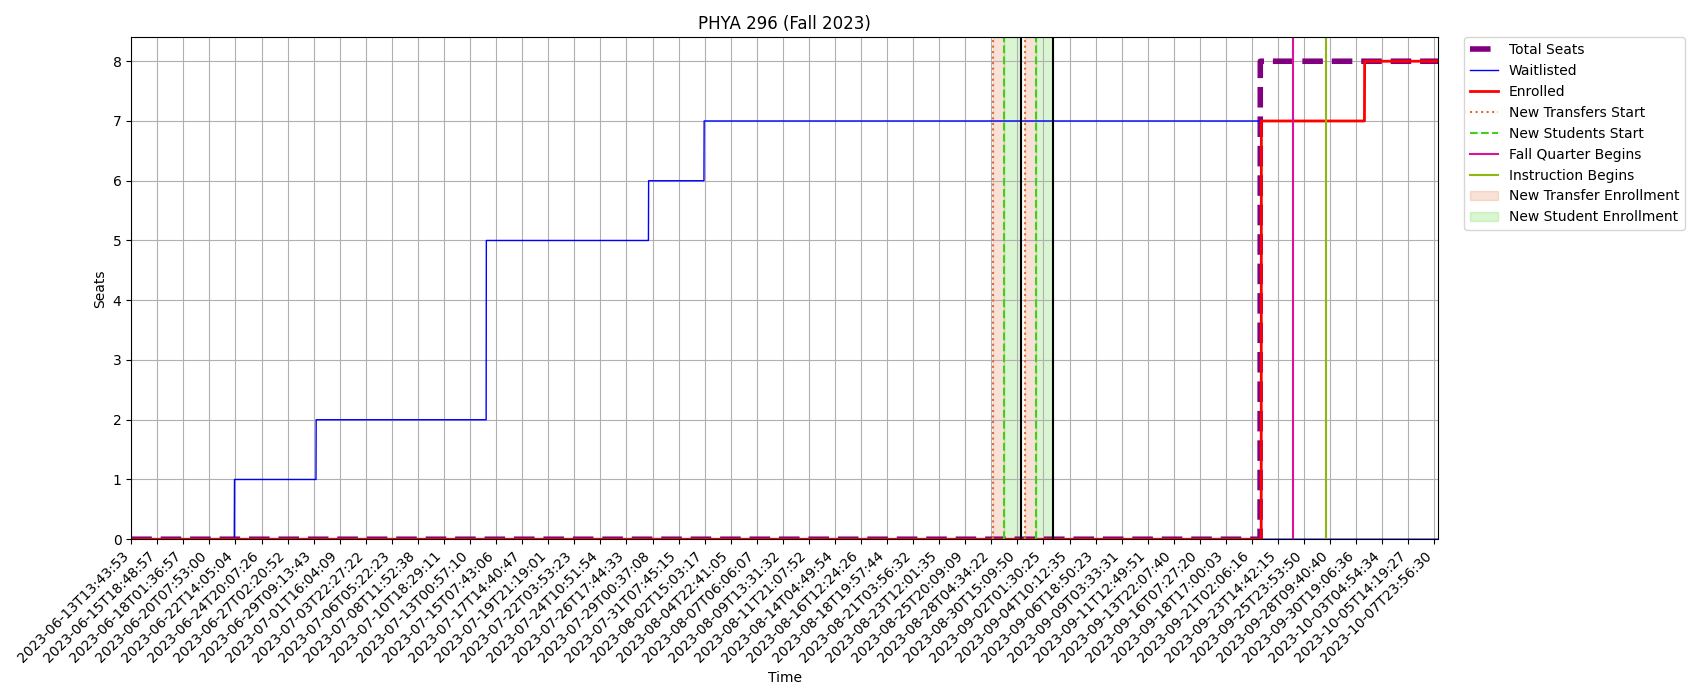 PHYA 296 (Fall 2023)
Total Seats
Waitlisted
Enrolled
New Transfers Start
New Students Start
Fall Quarter Begins
Instruction Begins
New Transfer Enrollment
New Student Enrollment
Seats
8
7
6
5
4
3
2
1
0
2023-06-13T13:43:53
2023-06-15T18:48:57
2023-06-18T01:36:57
2023-06-20T07:53:00
2023-06-22T14:05:04
2023-06-24T20:07:26
2023-06-27T02:20:52
2023-06-29T09:13:43
2023-07-01T16:04:09
2023-07-03T22:27:22
2023-07-06T05:22:23
2023-07-08T11:52:38
2023-07-10T18:29:11
2023-07-13T00:57:10
2023-07-15T07:43:06
2023-07-17T14:40:47
2023-07-19T21:19:01
2023-07-22T03:53:23
2023-07-24T10:51:54
2023-07-26T17:44:33
2023-07-29T00:37:08
2023-07-31T07:45:15
2023-08-02T15:03:17
2023-08-04T22:41:05
2023-08-07T06:06:07
2023-08-09T13:31:32
2023-08-11T21:07:52
2023-08-14T04:49:54
2023-08-16T12:24:26
2023-08-18T19:57:44
2023-08-21T03:56:32
2023-08-23T12:01:35
2023-08-25T20:09:09
2023-08-28T04:34:22
2023-08-30T15:09:50
2023-09-02T01:30:25
2023-09-04T10:12:35
2023-09-06T18:50:23
2023-09-09T03:33:31
2023-09-11T12:49:51
2023-09-13T22:07:40
2023-09-16T07:27:20
2023-09-18T17:00:03
2023-09-21T02:06:16
2023-09-23T14:42:15
2023-09-25T23:53:50
2023-09-28T09:40:40
2023-09-30T19:06:36
2023-10-03T04:54:34
2023-10-05T14:19:27
2023-10-07T23:56:30
Time